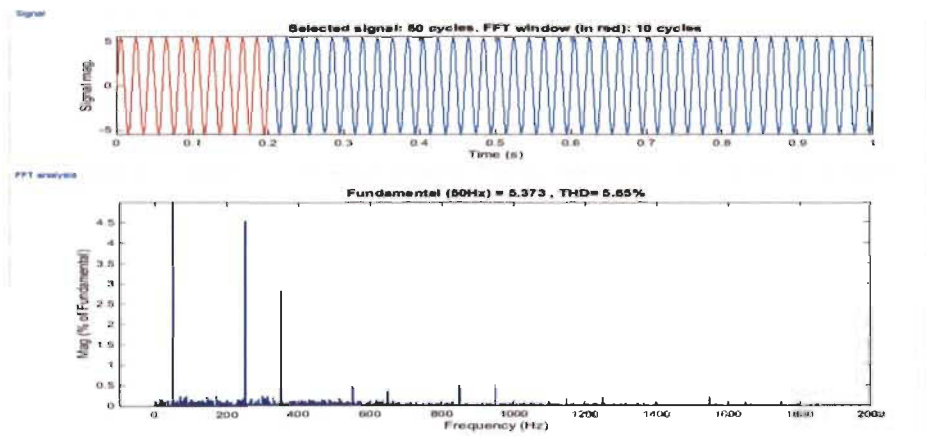 Signal
Selected signal: 50 cycles. FFT window (in red): 10 cycles
Signal mag.
5
0
-5
0 0.1 0.2 0.3 0.4 0.5 0.6 0.7 0.8 0.9 1
Time (s)
FFT analysis
Fundamental (50Hz) = 5.373 , THD= 5.65%
Mag (% of Fundamental)
4.5
4
3.5
3
2.5
2
1.5
1
0.5
0
0 200 400 600 800 1000 1200 1400 1600 1800 2000
Frequency (Hz)